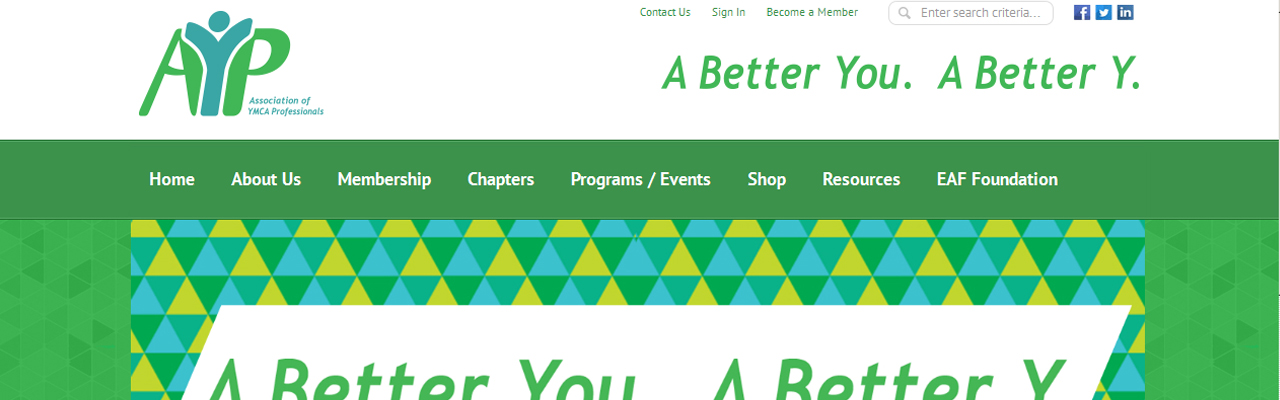 Contact Us Sign In Become a Member Enter search criteria...
AYP
Association of
YMCA Professionals
A Better You. A Better Y.
Home About Us Membership Chapters Programs / Events Shop Resources EAF Foundation
A Better You. A Better Y.